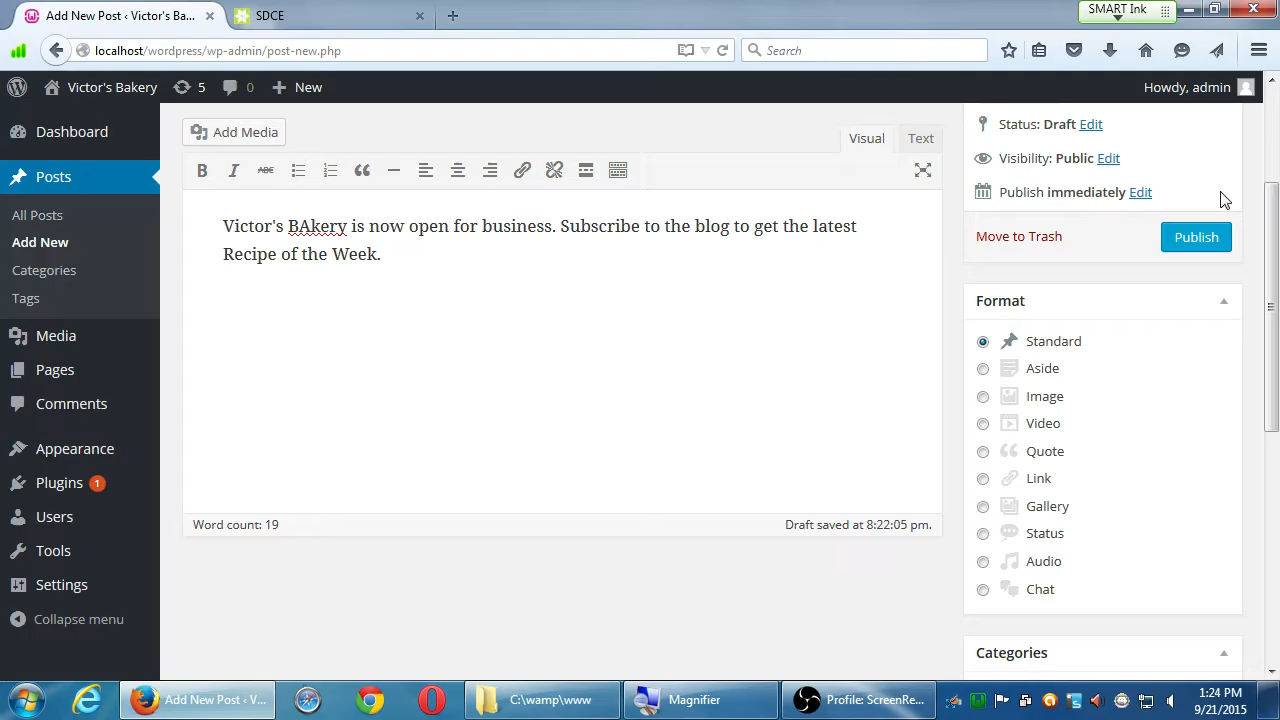 Add New Post ‹ Victor's Ba...
SDCE
SMART Ink
localhost/wordpress/wp-admin/post-new.php
Search
Victor's Bakery
5
0
New
Howdy, admin
Dashboard
Posts
All Posts
Add New
Categories
Tags
Media
Pages
Comments
Appearance
Plugins 1
Users
Tools
Settings
Collapse menu
Add Media
Visual
Text
B I ABC
Victor's BAkery is now open for business. Subscribe to the blog to get the latest
Recipe of the Week.
Word count: 19
Draft saved at 8:22:05 pm.
Status: Draft Edit
Visibility: Public Edit
Publish immediately Edit
Move to Trash
Publish
Format
Standard
Aside
Image
Video
Quote
Link
Gallery
Status
Audio
Chat
Categories
Add New Post ‹ V...
C:\wamp\www
Magnifier
Profile: ScreenRe...
1:24 PM
9/21/2015